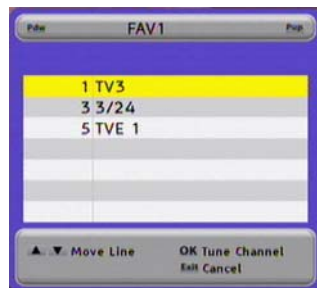 Pdw FAV1 Pup
1 TV3
3 3/24
5 TVE 1
▲ ▼ Move Line OK Tune Channel
Exit Cancel